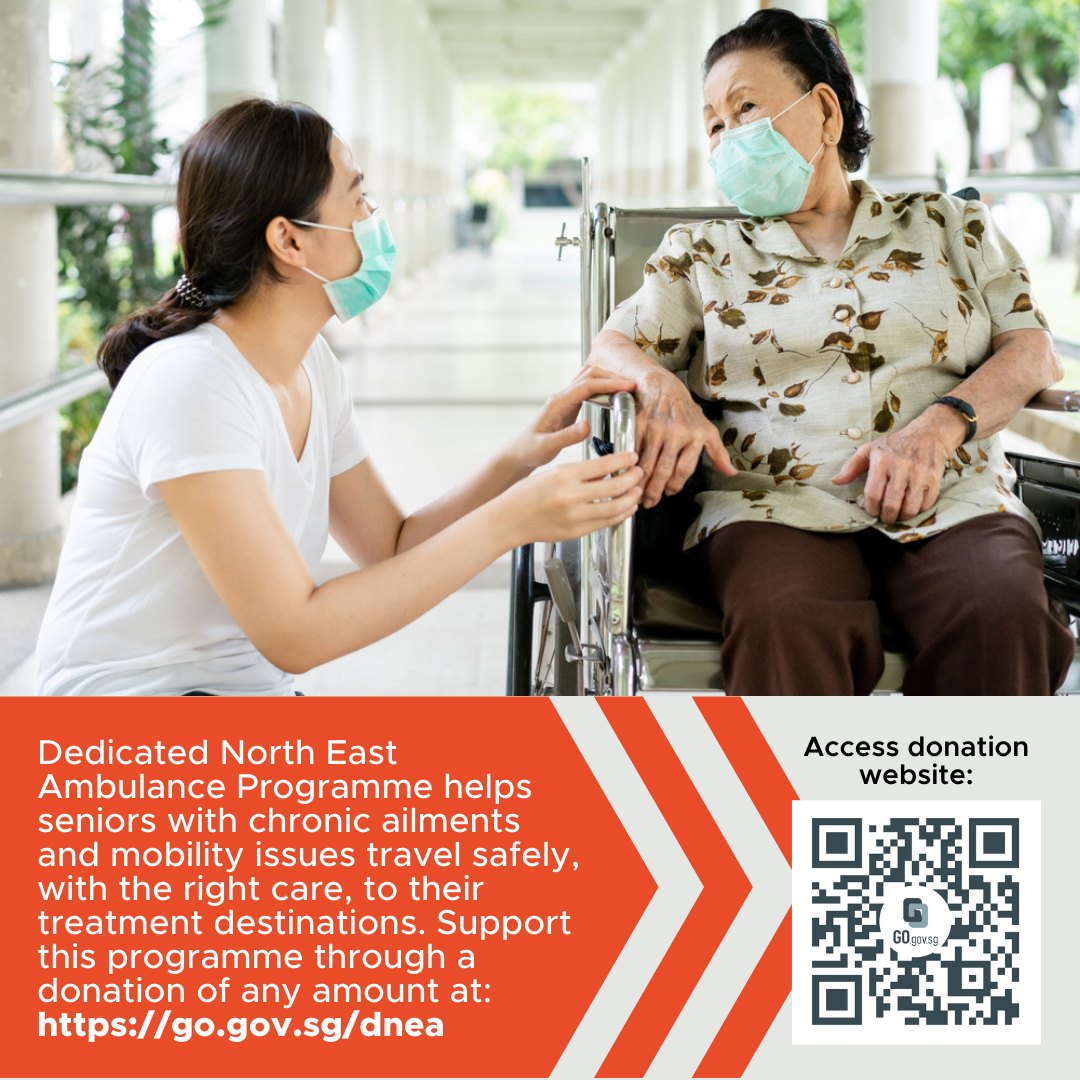 Dedicated North East
Ambulance Programme helps
seniors with chronic ailments
and mobility issues travel safely,
with the right care, to their
treatment destinations. Support
this programme through a
donation of any amount at:
https://go.gov.sg/dnea
Access donation
website:
GO.gov.sg